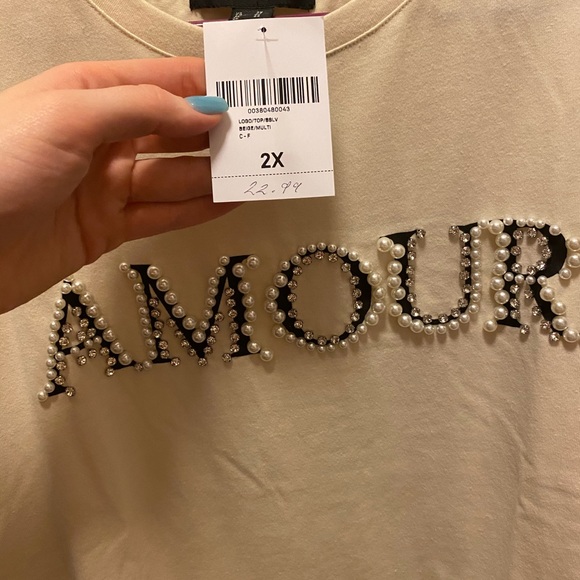 00380480043
LOGO/TOP/SSLV
BEIGE/MULTI
C - F
2X
22.99
AMOUR